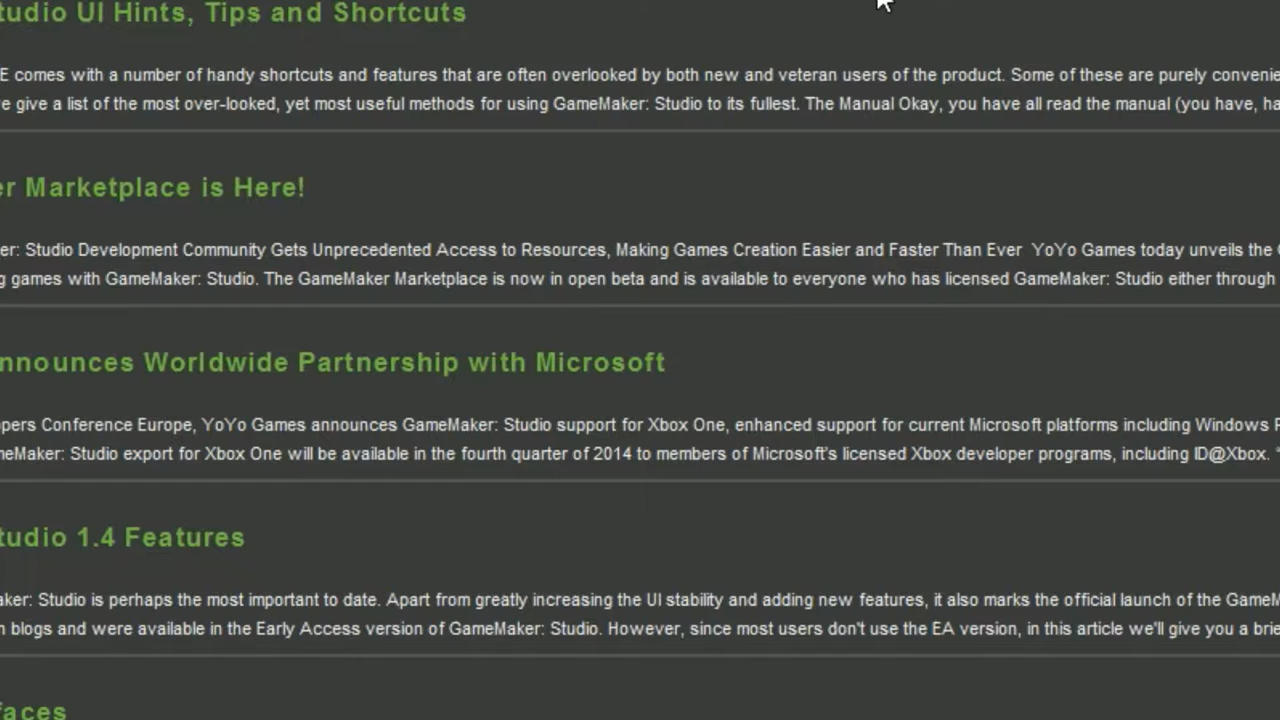 tudio UI Hints, Tips and Shortcuts
E comes with a number of handy shortcuts and features that are often overlooked by both new and veteran users of the product. Some of these are purely convenie
e give a list of the most over-looked, yet most useful methods for using GameMaker: Studio to its fullest. The Manual Okay, you have all read the manual (you have, ha
er Marketplace is Here!
er: Studio Development Community Gets Unprecedented Access to Resources, Making Games Creation Easier and Faster Than Ever YoYo Games today unveils the
g games with GameMaker: Studio. The GameMaker Marketplace is now in open beta and is available to everyone who has licensed GameMaker: Studio either through
nnounces Worldwide Partnership with Microsoft
pers Conference Europe, YoYo Games announces GameMaker: Studio support for Xbox One, enhanced support for current Microsoft platforms including Windows P
meMaker: Studio export for Xbox One will be available in the fourth quarter of 2014 to members of Microsoft's licensed Xbox developer programs, including ID@Xbox. "
tudio 1.4 Features
aker: Studio is perhaps the most important to date. Apart from greatly increasing the UI stability and adding new features, it also marks the official launch of the GameM
n blogs and were available in the Early Access version of GameMaker: Studio. However, since most users don't use the EA version, in this article we'll give you a brie
faces